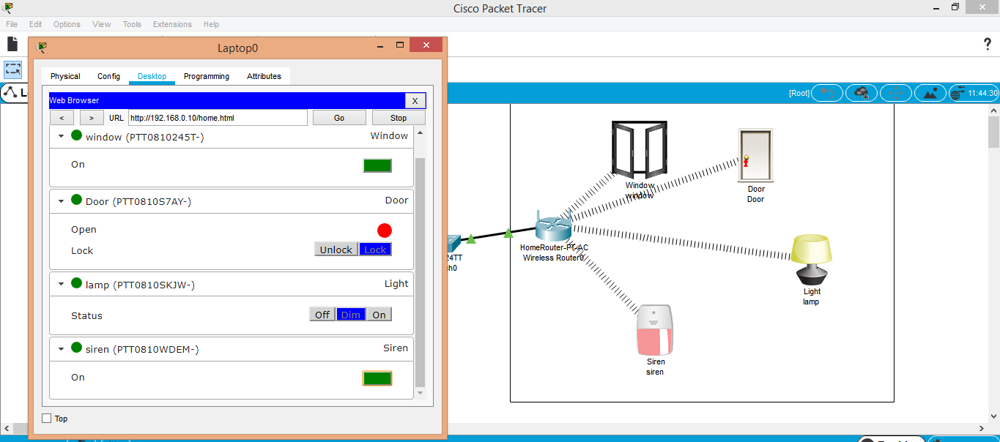 Cisco Packet Tracer
File Edit Options View Tools Extensions Help
?
Laptop0
Physical Config Desktop Programming Attributes
Web Browser X
< > URL http://192.168.0.10/home.html Go Stop
window (PTT0810245T-) Window
On
Door (PTT0810S7AY-) Door
Open
Lock Unlock Lock
lamp (PTT0810SKJW-) Light
Status Off Dim On
siren (PTT0810WDEM-) Siren
On
Top
L
[Root] 11:44:30
Window
window
Door
Door
24TT
ch0
HomeRouter-PT-AC
Wireless Router0
Light
lamp
Siren
siren